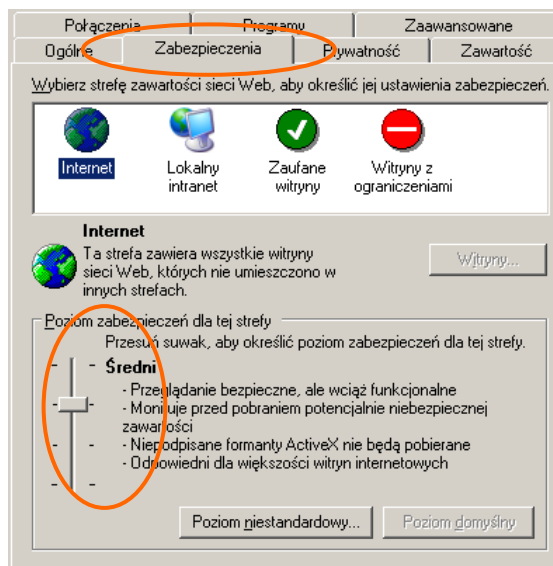 Połączenia Programy Zaawansowane
Ogólne Zabezpieczenia Prywatność Zawartość
Wybierz strefę zawartości sieci Web, aby określić jej ustawienia zabezpieczeń.
Internet Lokalny Zaufane Witryny z
intranet witryny ograniczeniami
Internet
Ta strefa zawiera wszystkie witryny
sieci Web, których nie umieszczono w
innych strefach.
Witryny...
Poziom zabezpieczeń dla tej strefy
Przesuń suwak, aby określić poziom zabezpieczeń dla tej strefy.
Średni
- Przeglądanie bezpieczne, ale wciąż funkcjonalne
- Monituje przed pobraniem potencjalnie niebezpiecznej
zawartości
- Niepodpisane formanty ActiveX nie będą pobierane
- Odpowiedni dla większości witryn internetowych
Poziom niestandardowy... Poziom domyślny